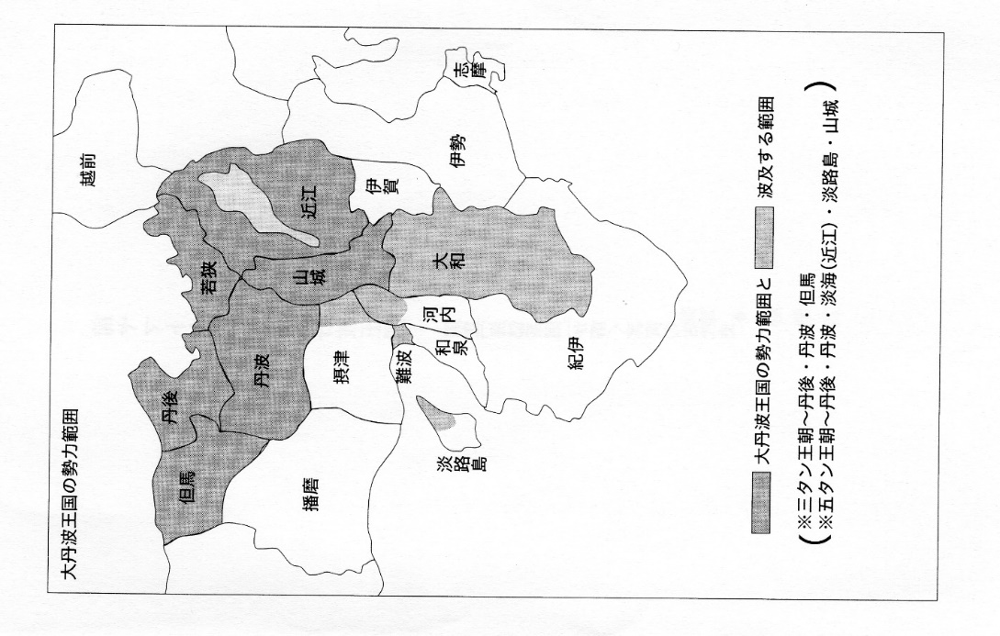 大丹波王国の勢力範囲
越前
若狭
丹後
但馬
丹波
近江
山城
伊賀
伊勢
志摩
大和
河内
和泉
摂津
難波
播磨
淡路島
紀伊
大丹波王国の勢力範囲と 波及する範囲
(※三タン王朝〜丹後・丹波・但馬
※五タン王朝〜丹後・丹波・淡海(近江)・淡路島・山城)